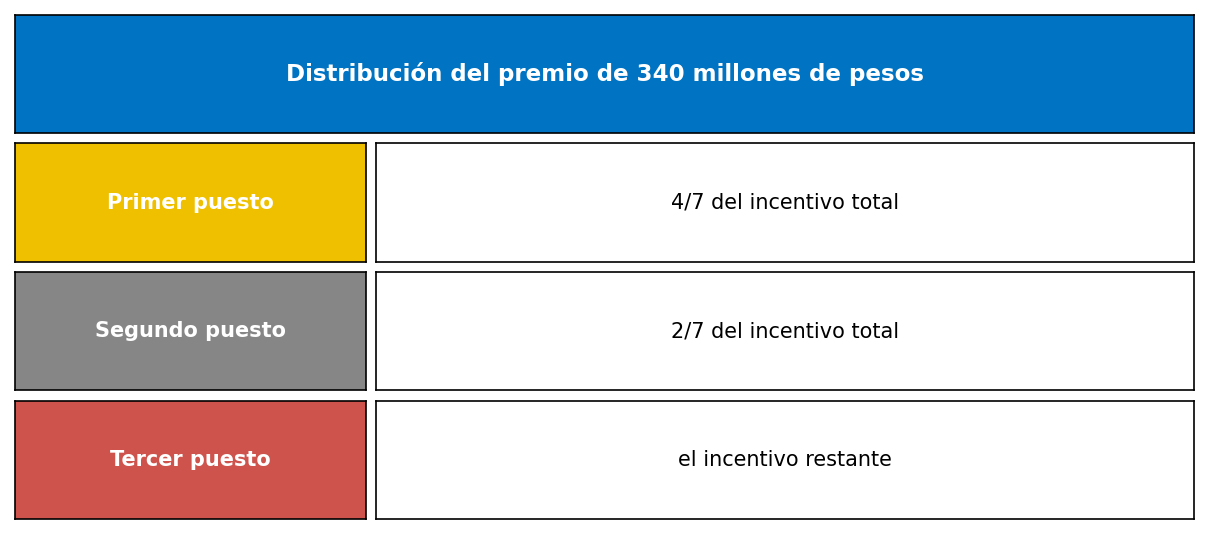 Distribución del premio de 340 millones de pesos
Primer puesto
4/7 del incentivo total
Segundo puesto
2/7 del incentivo total
Tercer puesto
el incentivo restante